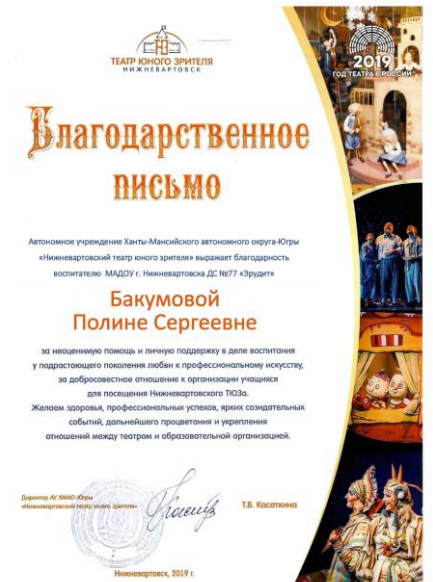 ТЕАТР ЮНОГО ЗРИТЕЛЯ
НИЖНЕВАРТОВСК
2019
ГОД ТЕАТРА В РОССИИ
Благодарственное
письмо
Автономное учреждение Ханты-Мансийского автономного округа-Югры
«Нижневартовский театр юного зрителя» выражает благодарность
воспитателю МАДОУ г. Нижневартовска ДС №77 «Эрудит»
Бакумовой
Полине Сергеевне
за неоценимую помощь и личную поддержку в деле воспитания
у подрастающего поколения любви к профессиональному искусству,
за добросовестное отношение к организации учащихся
для посещения Нижневартовского ТЮЗа.
Желаем здоровья, профессиональных успехов, ярких созидательных
событий, дальнейшего процветания и укрепления
отношений между театром и образовательной организацией.
Директор АУ ХМАО-Югры
«Нижневартовский театр юного зрителя»
Т.В. Касаткина
Нижневартовск, 2019 г.